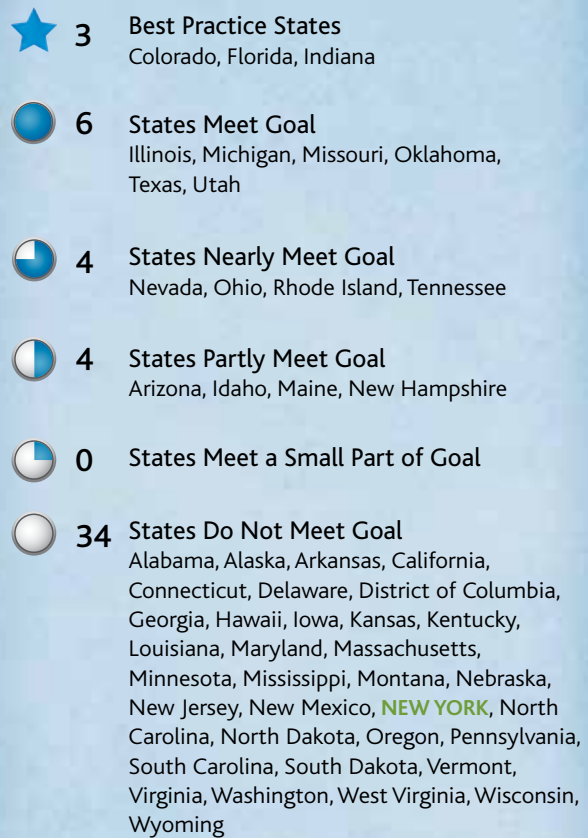 3 Best Practice States
Colorado, Florida, Indiana
6 States Meet Goal
Illinois, Michigan, Missouri, Oklahoma,
Texas, Utah
4 States Nearly Meet Goal
Nevada, Ohio, Rhode Island, Tennessee
4 States Partly Meet Goal
Arizona, Idaho, Maine, New Hampshire
0 States Meet a Small Part of Goal
34 States Do Not Meet Goal
Alabama, Alaska, Arkansas, California,
Connecticut, Delaware, District of Columbia,
Georgia, Hawaii, Iowa, Kansas, Kentucky,
Louisiana, Maryland, Massachusetts,
Minnesota, Mississippi, Montana, Nebraska,
New Jersey, New Mexico, NEW YORK, North
Carolina, North Dakota, Oregon, Pennsylvania,
South Carolina, South Dakota, Vermont,
Virginia, Washington, West Virginia, Wisconsin,
Wyoming